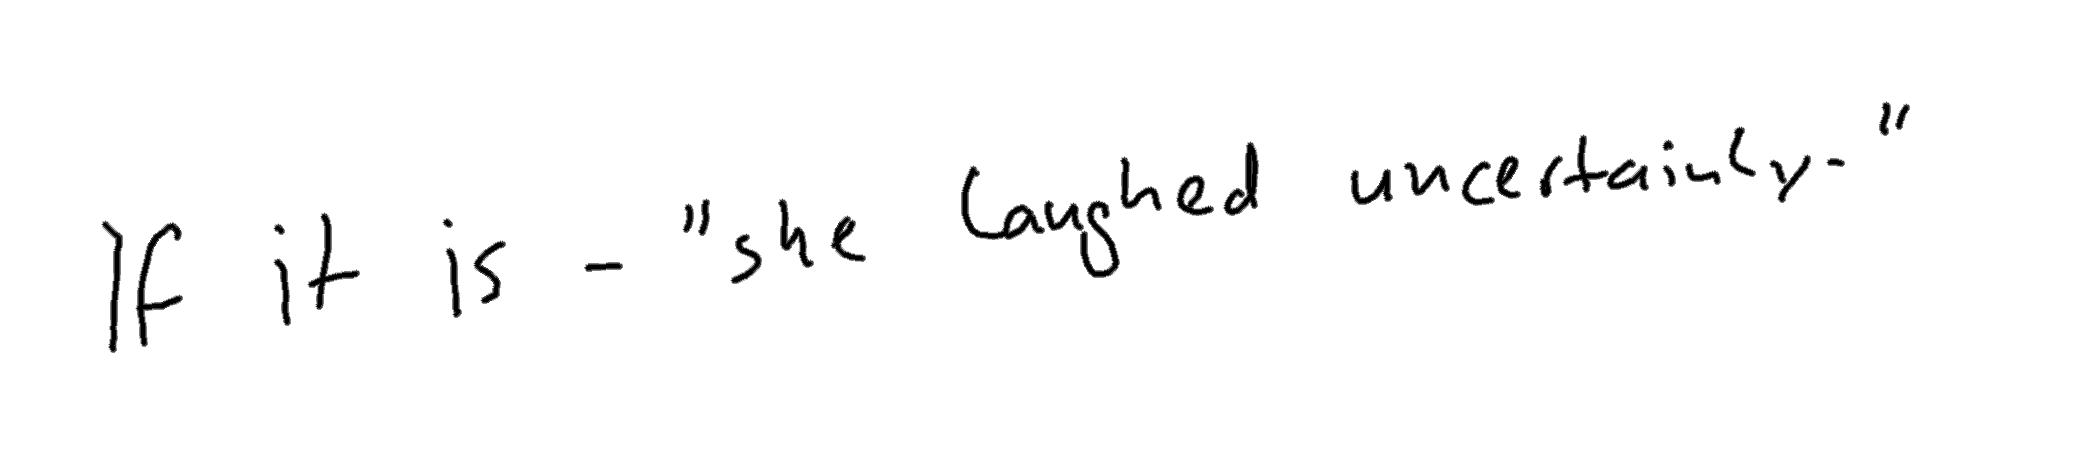 If it is - "she laughed uncertainly-"